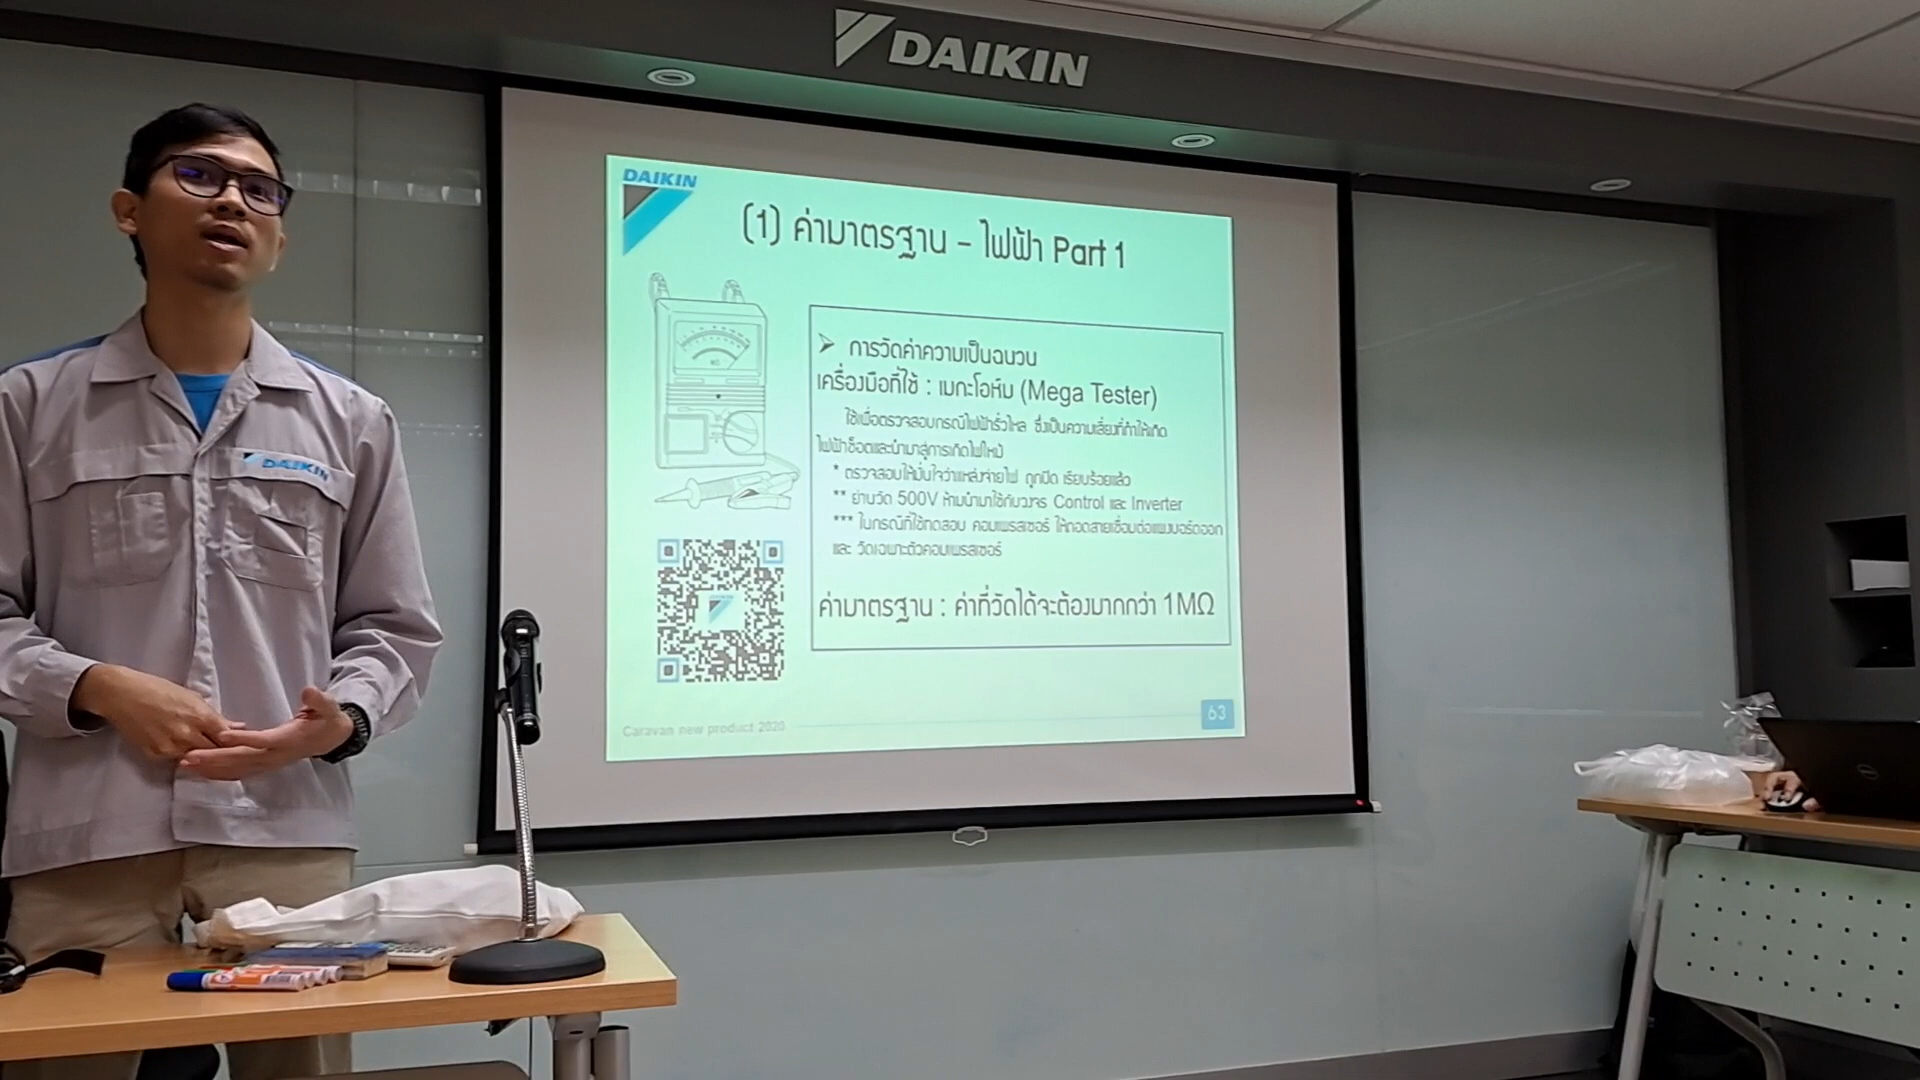 DAIKIN
DAIKIN
(1) ค่ามาตรฐาน – ไฟฟ้า Part 1
➢ การวัดค่าความเป็นฉนวน
เครื่องมือที่ใช้ : เมกะโอห์ม (Mega Tester)
ใช้เพื่อตรวจสอบกรณีไฟฟ้ารั่วไหล ซึ่งเป็นความเสี่ยงที่ทำให้เกิด
ไฟฟ้าช็อตและนำมาสู่การเกิดไฟไหม้
* ตรวจสอบให้มั่นใจว่าแหล่งจ่ายไฟ ถูกปิด เรียบร้อยแล้ว
** ย่านวัด 500V ห้ามนำมาใช้กับวงจร Control และ Inverter
*** ในกรณีที่ใช้ทดสอบ คอมเพรสเซอร์ ให้ถอดสายเชื่อมต่อแผงบอร์ดออก
และ วัดเฉพาะตัวคอมเพรสเซอร์
ค่ามาตรฐาน : ค่าที่วัดได้จะต้องมากกว่า 1MΩ
Caravan new product 2020
63
DAIKIN